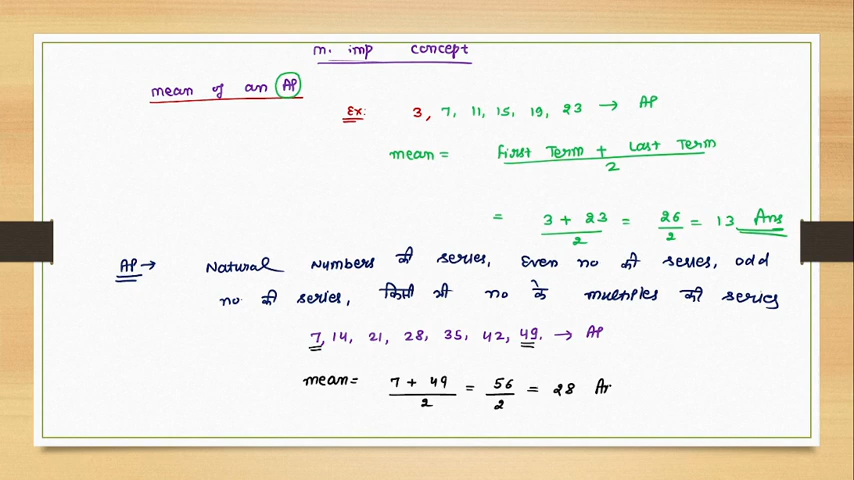 m. imp concept
mean of an AP
Ex: 3, 7, 11, 15, 19, 23 → AP
mean = First Term + Last Term / 2
= 3 + 23 / 2 = 26 / 2 = 13 Ans
AP → Natural Numbers की series, Even no की series, odd
no. की series, किसी भी no के multiples की series
7, 14, 21, 28, 35, 42, 49. → AP
mean = 7 + 49 / 2 = 56 / 2 = 28 Ar